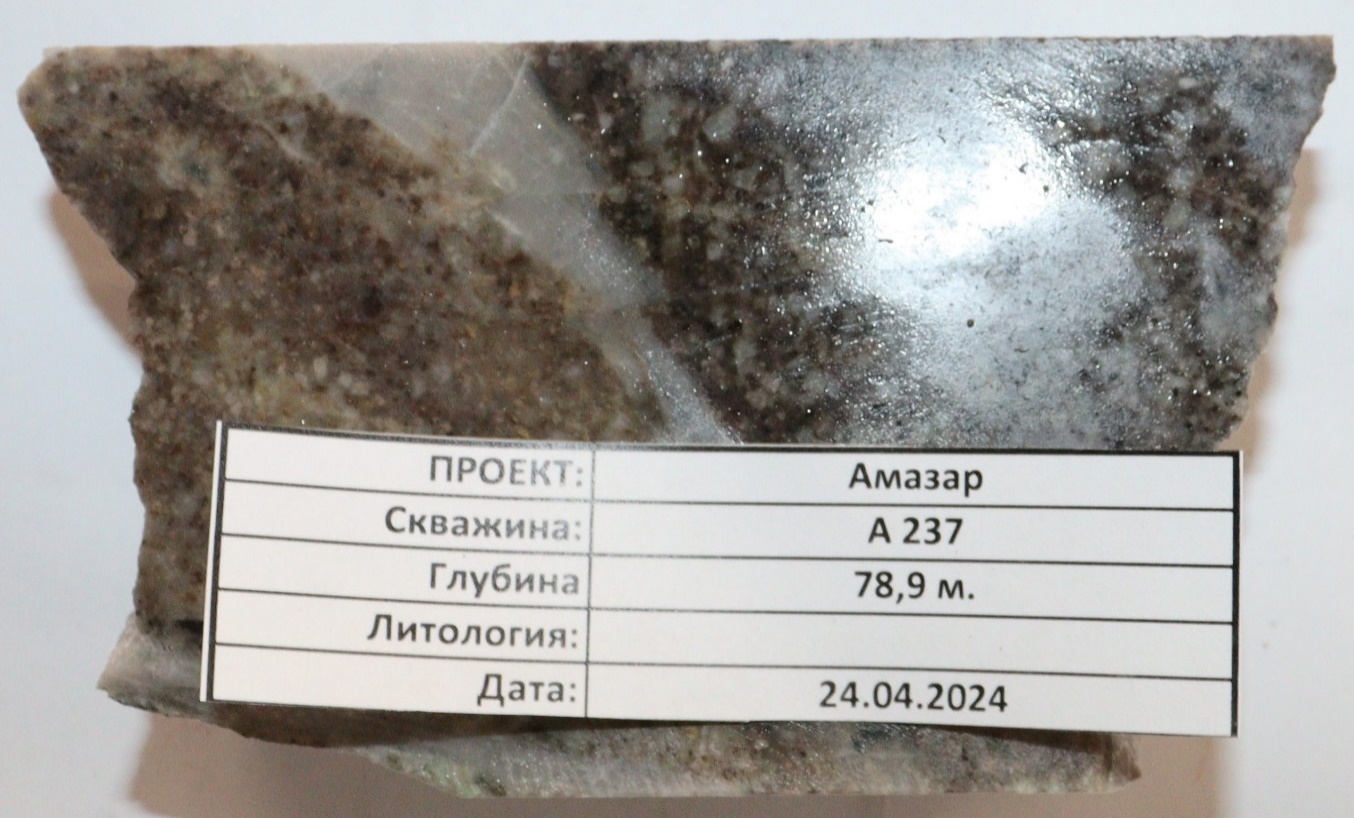 ПРОЕКТ: Амазар
Скважина: А 237
Глубина 78,9 м.
Литология:
Дата: 24.04.2024